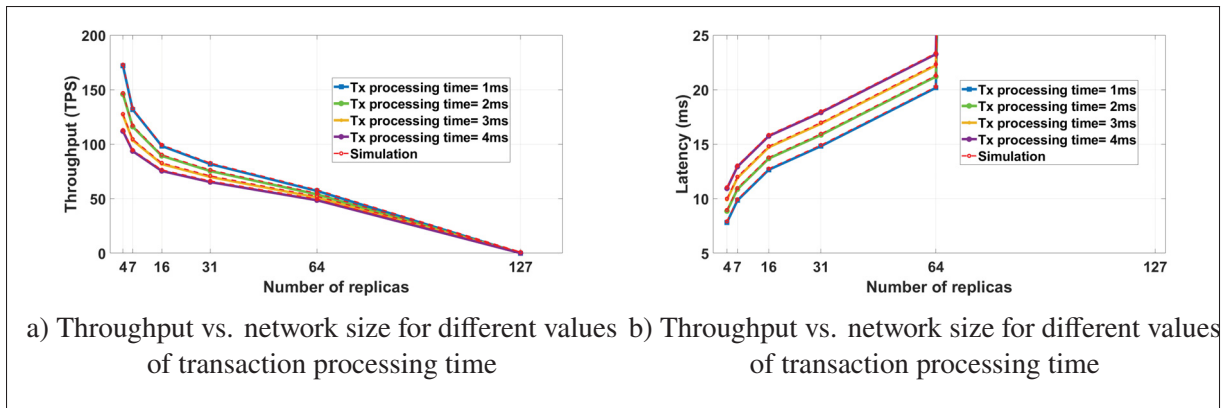 200
150
100
50
0
Throughput (TPS)
Tx processing time= 1ms
Tx processing time= 2ms
Tx processing time= 3ms
Tx processing time= 4ms
Simulation
4 7 16 31 64 127
Number of replicas
25
20
15
10
5
Latency (ms)
Tx processing time= 1ms
Tx processing time= 2ms
Tx processing time= 3ms
Tx processing time= 4ms
Simulation
4 7 16 31 64 127
Number of replicas
a) Throughput vs. network size for different values
of transaction processing time
b) Throughput vs. network size for different values
of transaction processing time